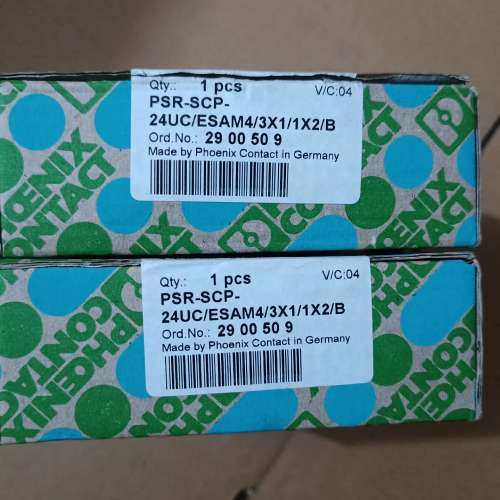 Qty.: 1 pcs V/C:04
PSR-SCP-
24UC/ESAM4/3X1/1X2/B
Ord.No.: 29 00 50 9
Made by Phoenix Contact in Germany
PHŒNIX
CONTACT
Qty.: 1 pcs V/C:04
PSR-SCP-
24UC/ESAM4/3X1/1X2/B
Ord.No.: 29 00 50 9
Made by Phoenix Contact in Germany
PHŒNIX
CONTACT